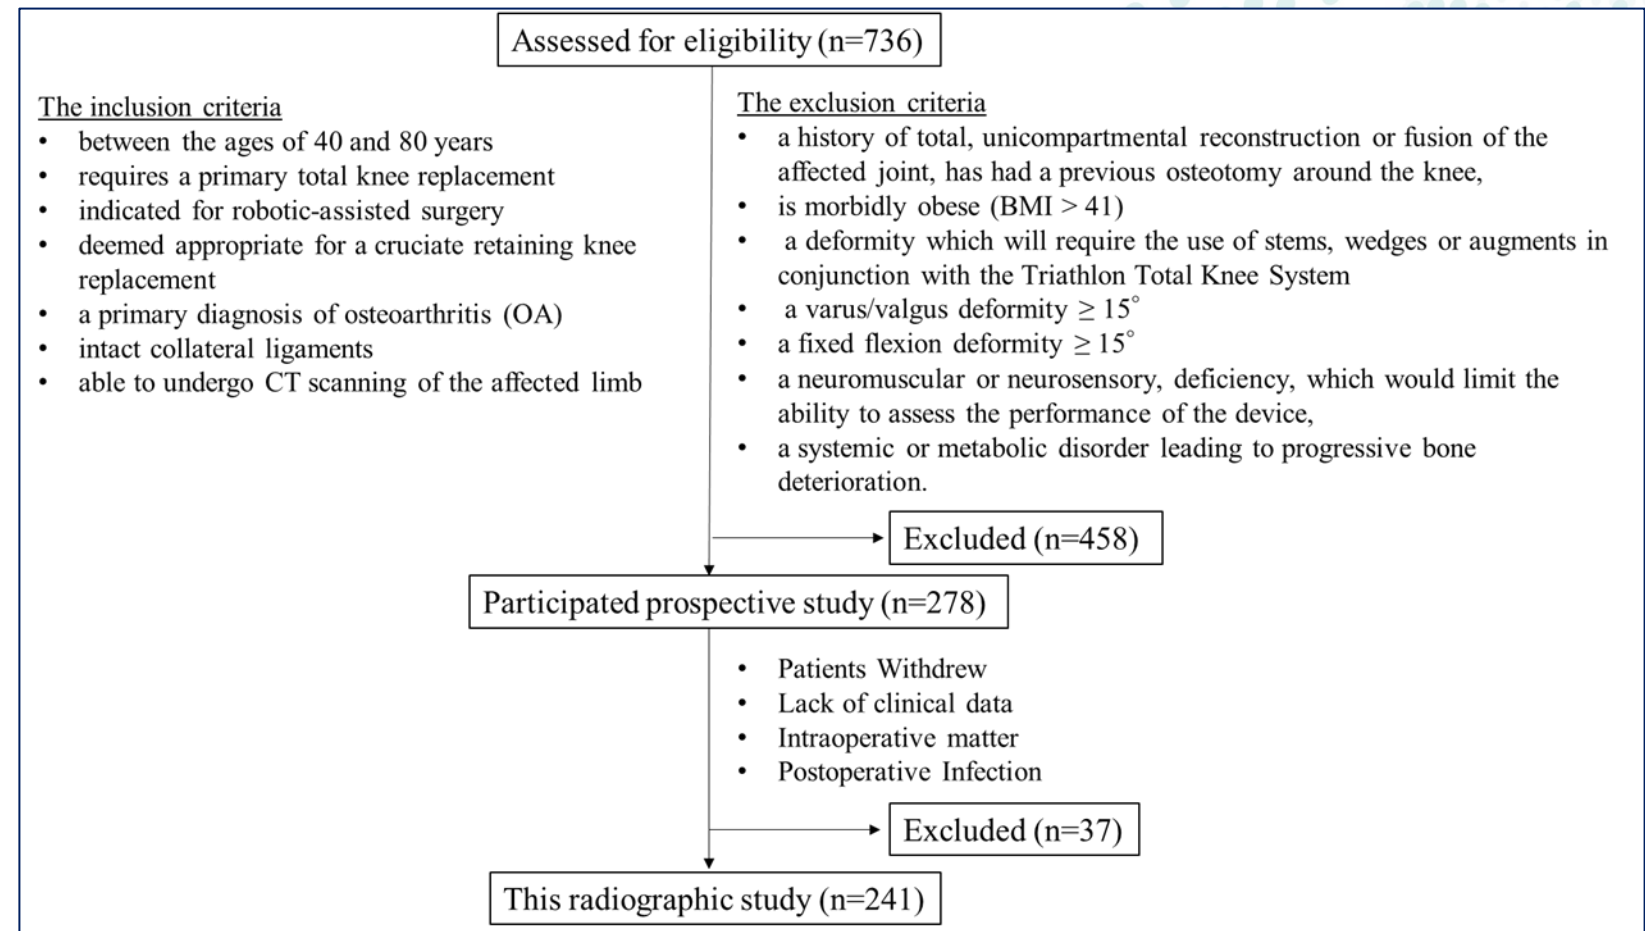 Assessed for eligibility (n=736)
The inclusion criteria
• between the ages of 40 and 80 years
• requires a primary total knee replacement
• indicated for robotic-assisted surgery
• deemed appropriate for a cruciate retaining knee
replacement
• a primary diagnosis of osteoarthritis (OA)
• intact collateral ligaments
• able to undergo CT scanning of the affected limb
The exclusion criteria
• a history of total, unicompartmental reconstruction or fusion of the
affected joint, has had a previous osteotomy around the knee,
• is morbidly obese (BMI > 41)
• a deformity which will require the use of stems, wedges or augments in
conjunction with the Triathlon Total Knee System
• a varus/valgus deformity ≥ 15°
• a fixed flexion deformity ≥ 15°
• a neuromuscular or neurosensory, deficiency, which would limit the
ability to assess the performance of the device,
• a systemic or metabolic disorder leading to progressive bone
deterioration.
Excluded (n=458)
Participated prospective study (n=278)
• Patients Withdrew
• Lack of clinical data
• Intraoperative matter
• Postoperative Infection
Excluded (n=37)
This radiographic study (n=241)